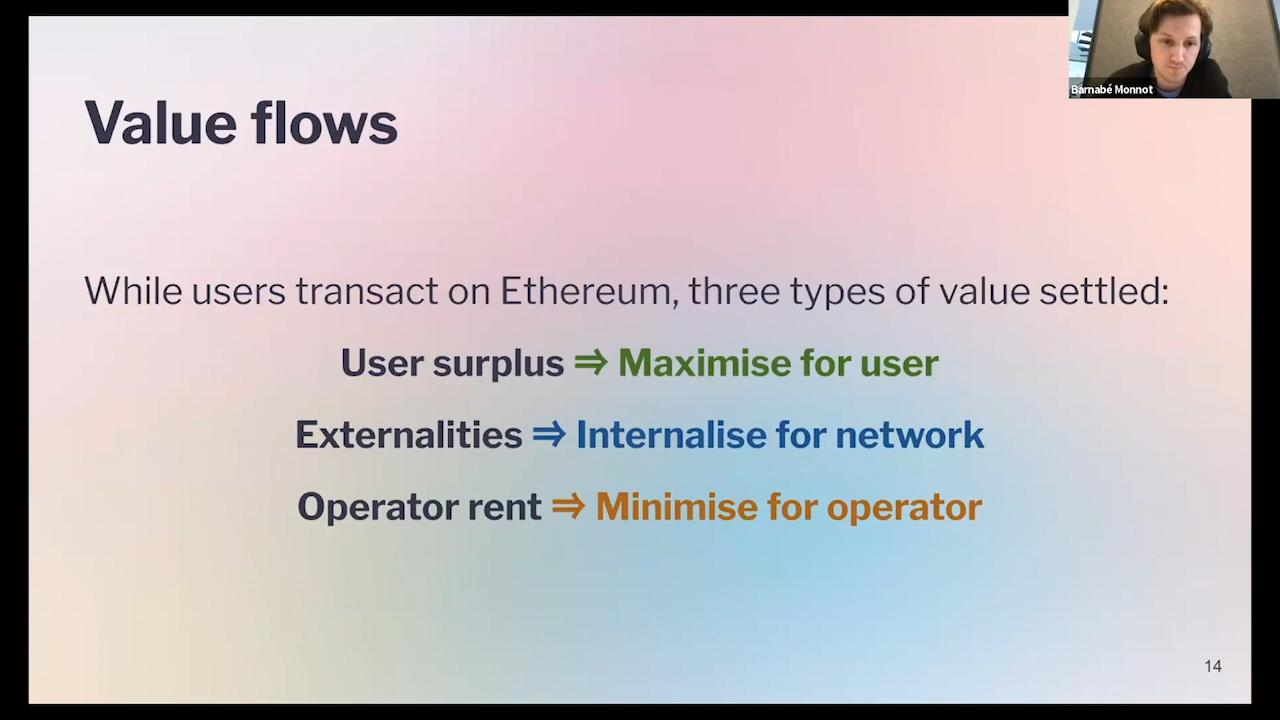 Barnabé Monnot
Value flows
While users transact on Ethereum, three types of value settled:
User surplus ⇒ Maximise for user
Externalities ⇒ Internalise for network
Operator rent ⇒ Minimise for operator
14